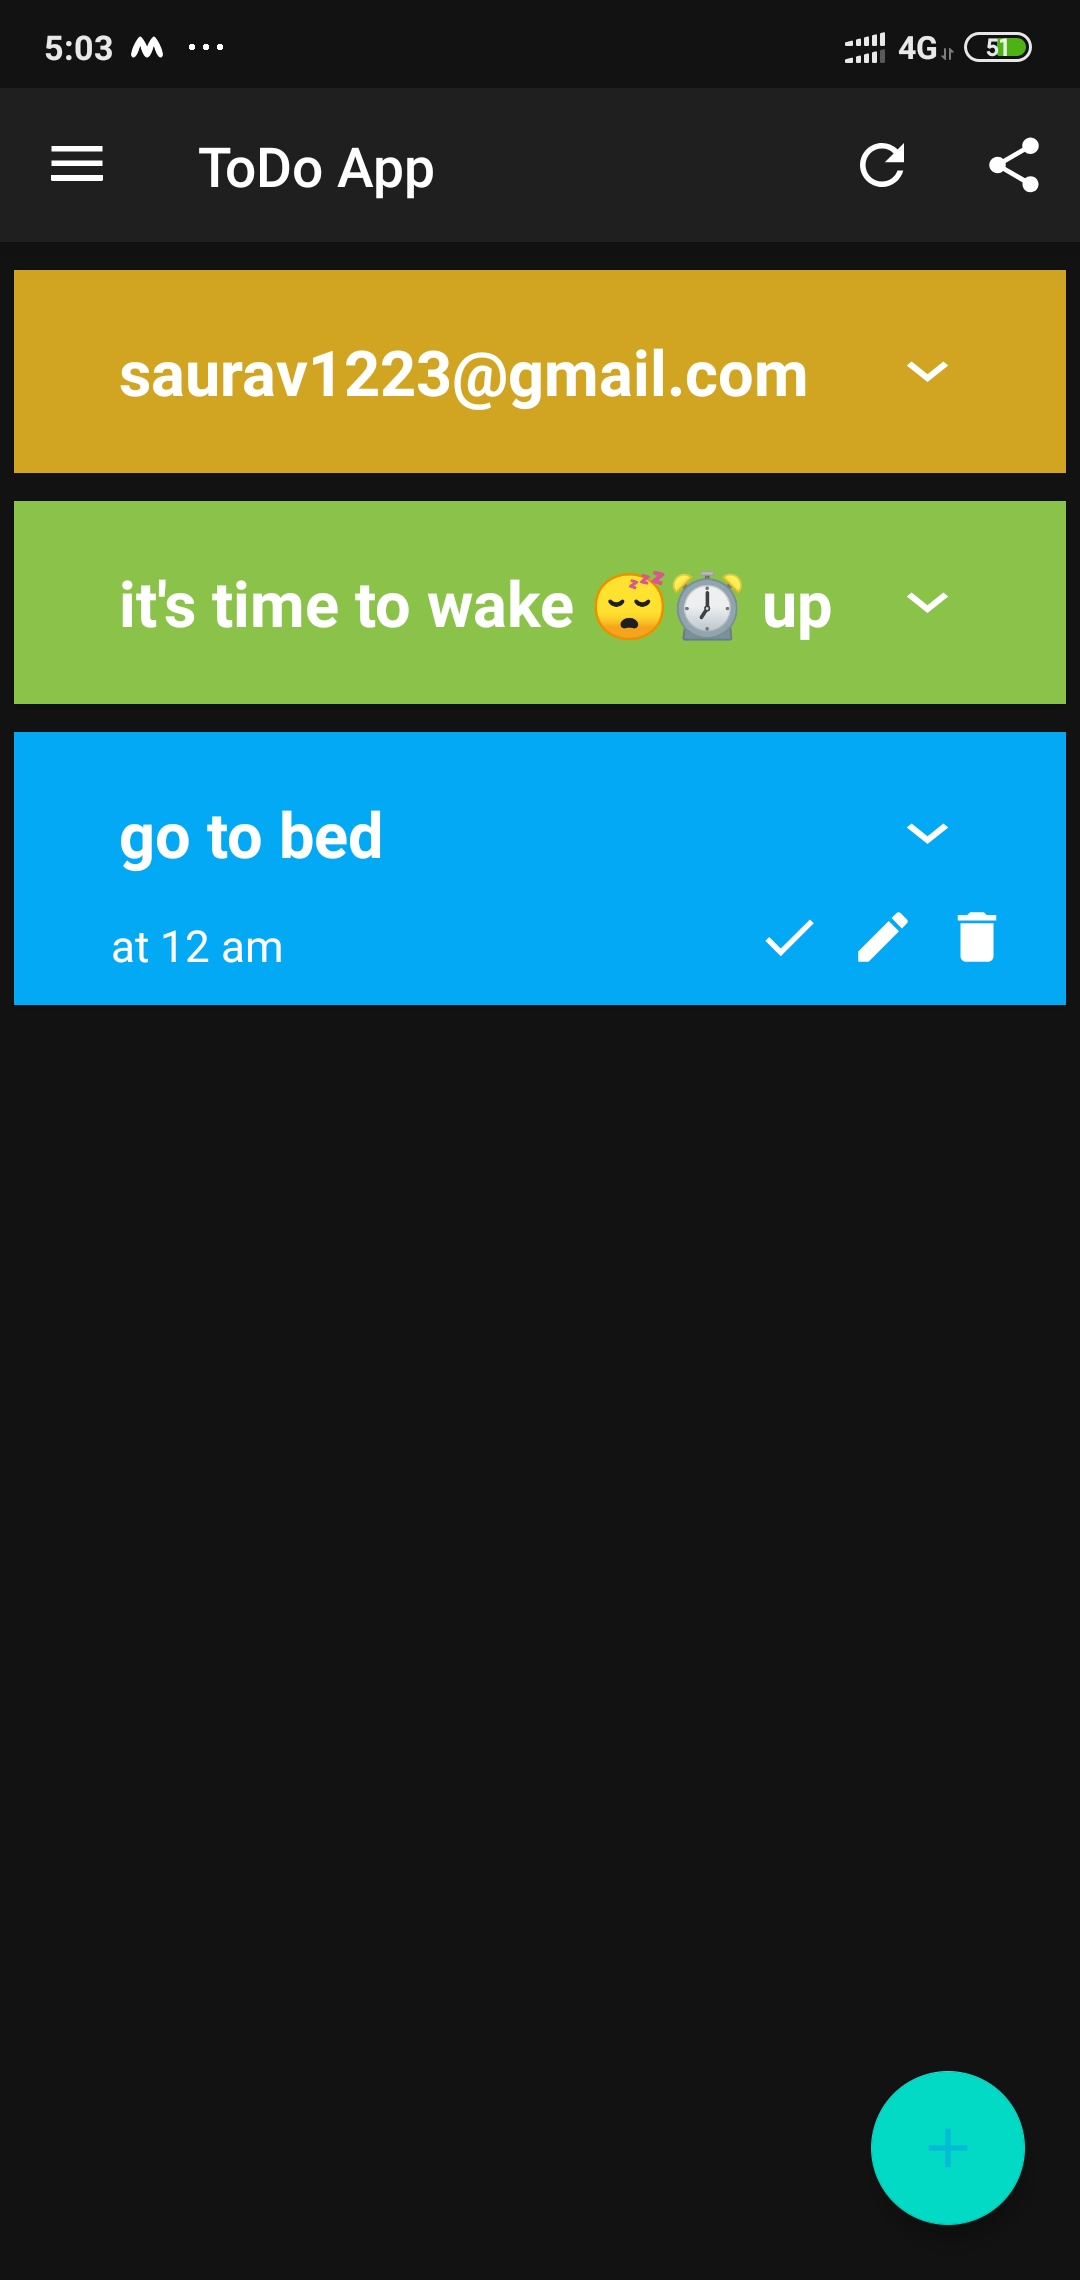 5:03 4G 51
ToDo App
saurav1223@gmail.com
it's time to wake 😴⏰ up
go to bed
at 12 am